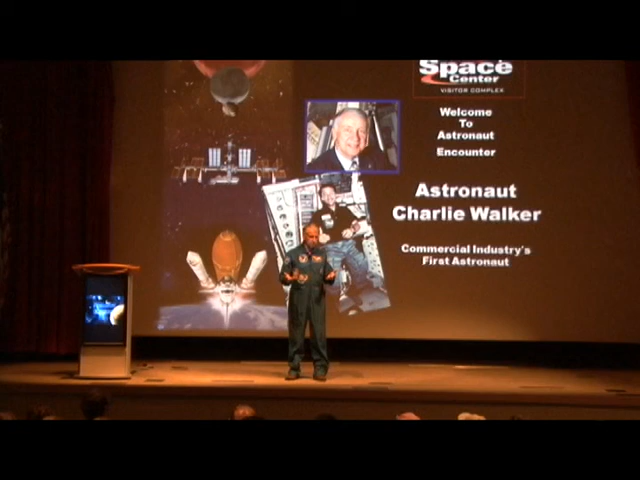 Space
Center
VISITOR COMPLEX
Welcome
To
Astronaut
Encounter
Astronaut
Charlie Walker
Commercial Industry's
First Astronaut